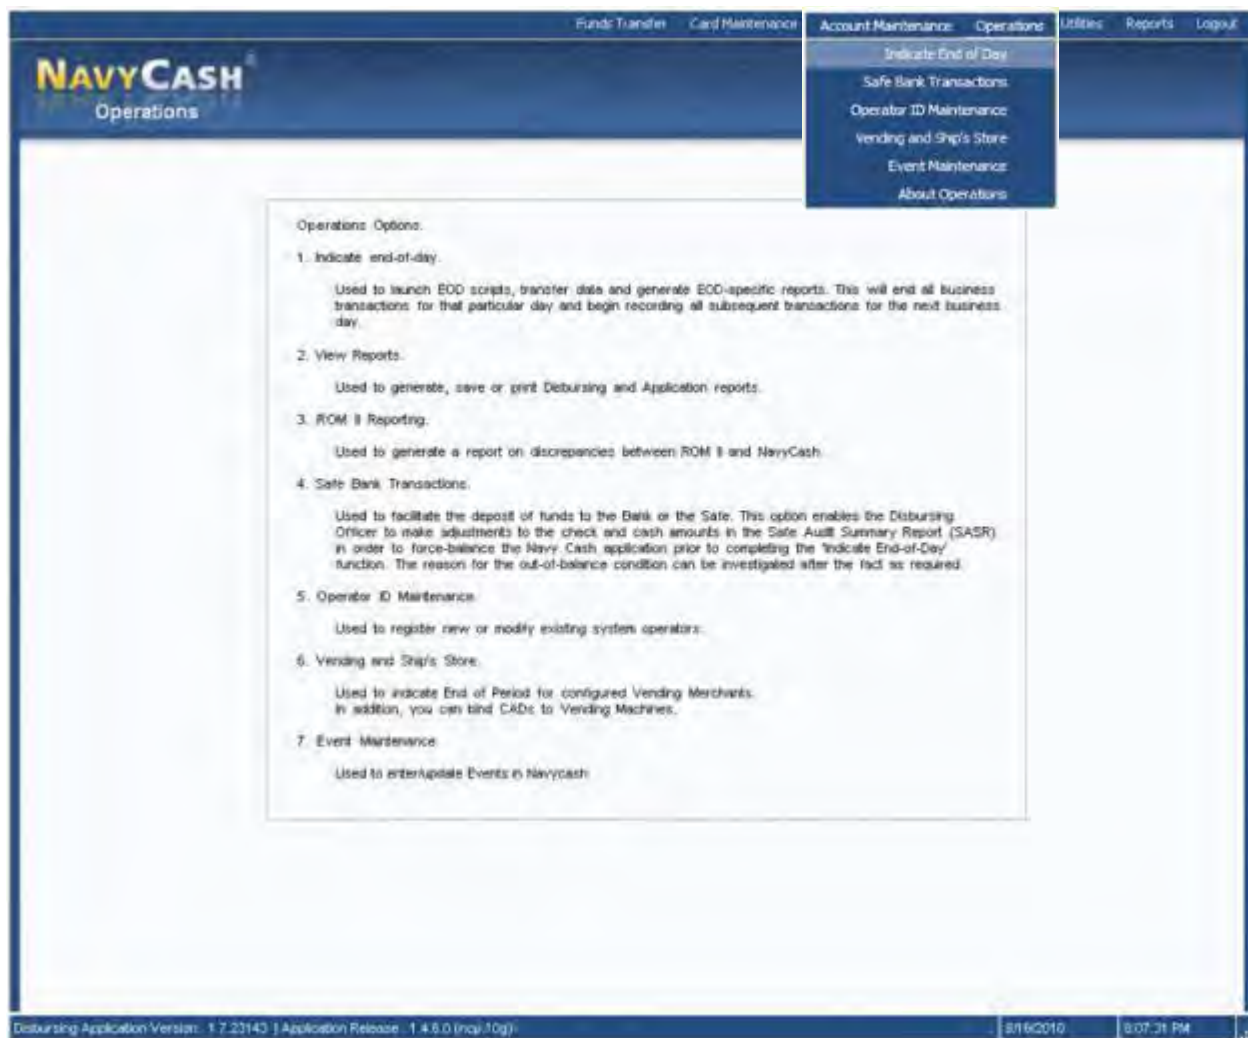 Funds Transfer Card Maintenance Account Maintenance Operations Utilities Reports Logout
Indicate End of Day
Safe Bank Transactions
Operator ID Maintenance
Vending and Ship's Store
Event Maintenance
About Operations
NAVYCASH®
Operations
Operations Options.
1. Indicate end-of-day.
Used to launch EOD scripts, transfer data and generate EOD-specific reports. This will end all business
transactions for that particular day and begin recording all subsequent transactions for the next business
day.
2. View Reports.
Used to generate, save or print Disbursing and Application reports.
3. ROM II Reporting.
Used to generate a report on discrepancies between ROM II and NavyCash.
4. Safe Bank Transactions.
Used to facilitate the deposit of funds to the Bank or the Safe. This option enables the Disbursing
Officer to make adjustments to the check and cash amounts in the Safe Audit Summary Report (SASR)
in order to force-balance the Navy Cash application prior to completing the 'Indicate End-of-Day'
function. The reason for the out-of-balance condition can be investigated after the fact as required.
5. Operator ID Maintenance.
Used to register new or modify existing system operators.
6. Vending and Ship's Store.
Used to indicate End of Period for configured Vending Merchants.
In addition, you can bind CADs to Vending Machines.
7. Event Maintenance
Used to enter/update Events in Navycash
Disbursing Application Version: 1.7.23143 | Application Release: 1.4.6.0 (ncp10g) 8/16/2010 8:07:31 PM